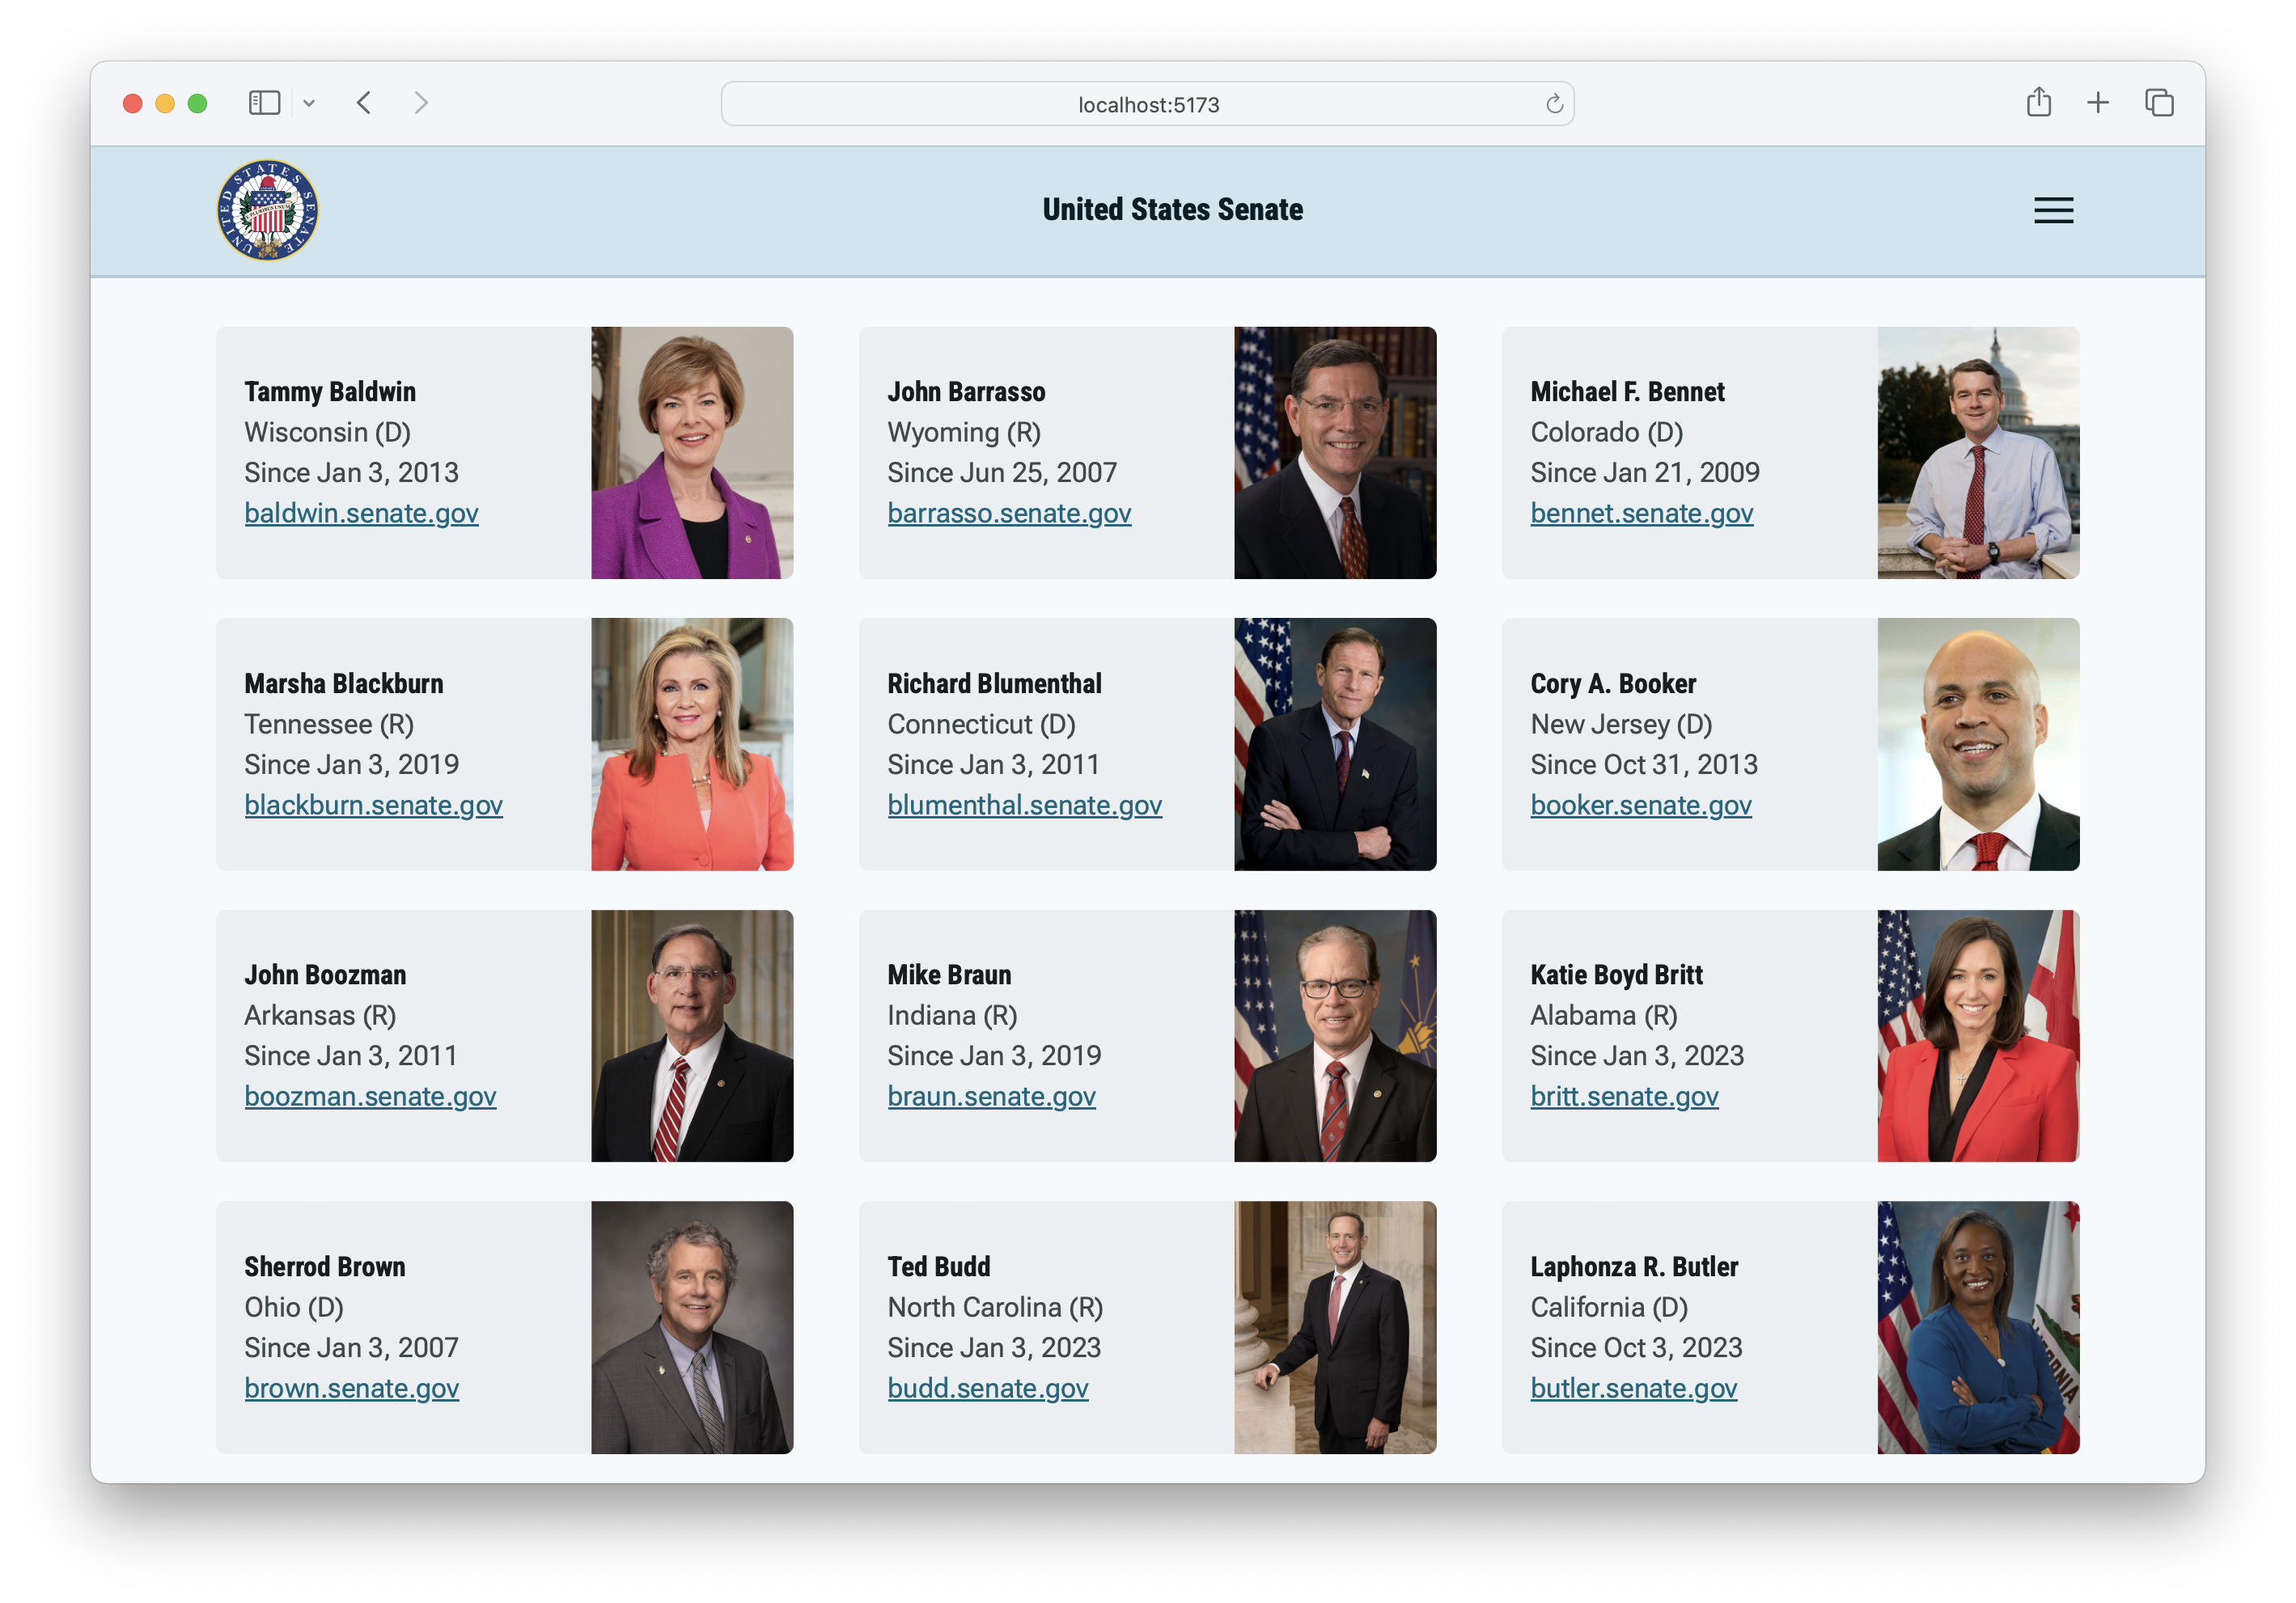 localhost:5173
UNITED STATES SENATE
E PLURIBUS UNUM
United States Senate
Tammy Baldwin
Wisconsin (D)
Since Jan 3, 2013
baldwin.senate.gov
John Barrasso
Wyoming (R)
Since Jun 25, 2007
barrasso.senate.gov
Michael F. Bennet
Colorado (D)
Since Jan 21, 2009
bennet.senate.gov
Marsha Blackburn
Tennessee (R)
Since Jan 3, 2019
blackburn.senate.gov
Richard Blumenthal
Connecticut (D)
Since Jan 3, 2011
blumenthal.senate.gov
Cory A. Booker
New Jersey (D)
Since Oct 31, 2013
booker.senate.gov
John Boozman
Arkansas (R)
Since Jan 3, 2011
boozman.senate.gov
Mike Braun
Indiana (R)
Since Jan 3, 2019
braun.senate.gov
Katie Boyd Britt
Alabama (R)
Since Jan 3, 2023
britt.senate.gov
Sherrod Brown
Ohio (D)
Since Jan 3, 2007
brown.senate.gov
Ted Budd
North Carolina (R)
Since Jan 3, 2023
budd.senate.gov
Laphonza R. Butler
California (D)
Since Oct 3, 2023
butler.senate.gov